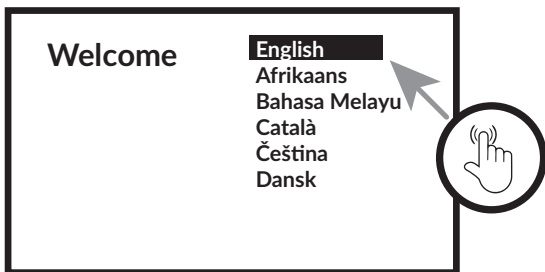 Welcome
English
Afrikaans
Bahasa Melayu
Català
Čeština
Dansk